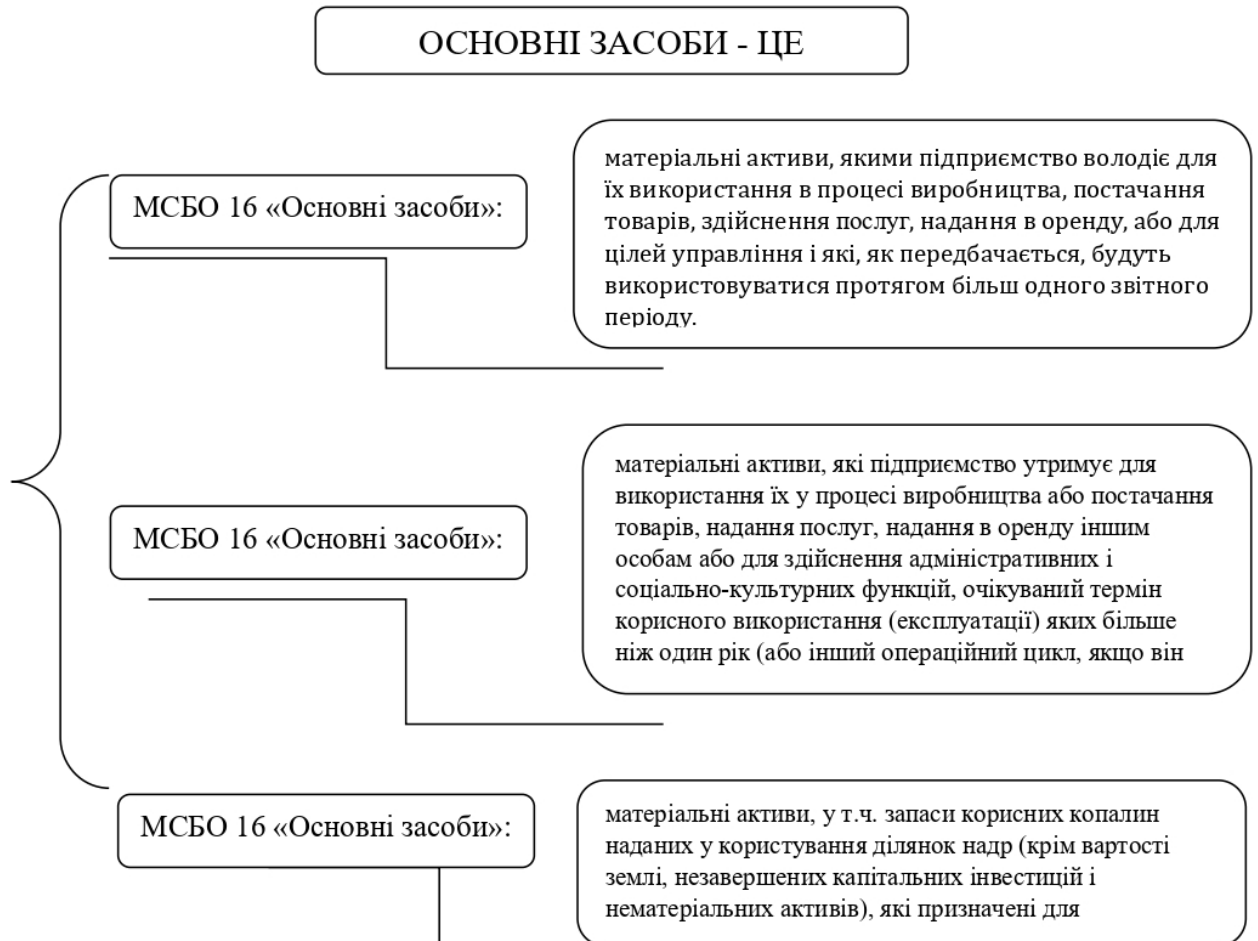 ОСНОВНІ ЗАСОБИ - ЦЕ
МСБО 16 «Основні засоби»:
матеріальні активи, якими підприємство володіє для
їх використання в процесі виробництва, постачання
товарів, здійснення послуг, надання в оренду, або для
цілей управління і які, як передбачається, будуть
використовуватися протягом більш одного звітного
періоду.
МСБО 16 «Основні засоби»:
матеріальні активи, які підприємство утримує для
використання їх у процесі виробництва або постачання
товарів, надання послуг, надання в оренду іншим
особам або для здійснення адміністративних і
соціально-культурних функцій, очікуваний термін
корисного використання (експлуатації) яких більше
ніж один рік (або інший операційний цикл, якщо він
МСБО 16 «Основні засоби»:
матеріальні активи, у т.ч. запаси корисних копалин
наданих у користування ділянок надр (крім вартості
землі, незавершених капітальних інвестицій і
нематеріальних активів), які призначені для